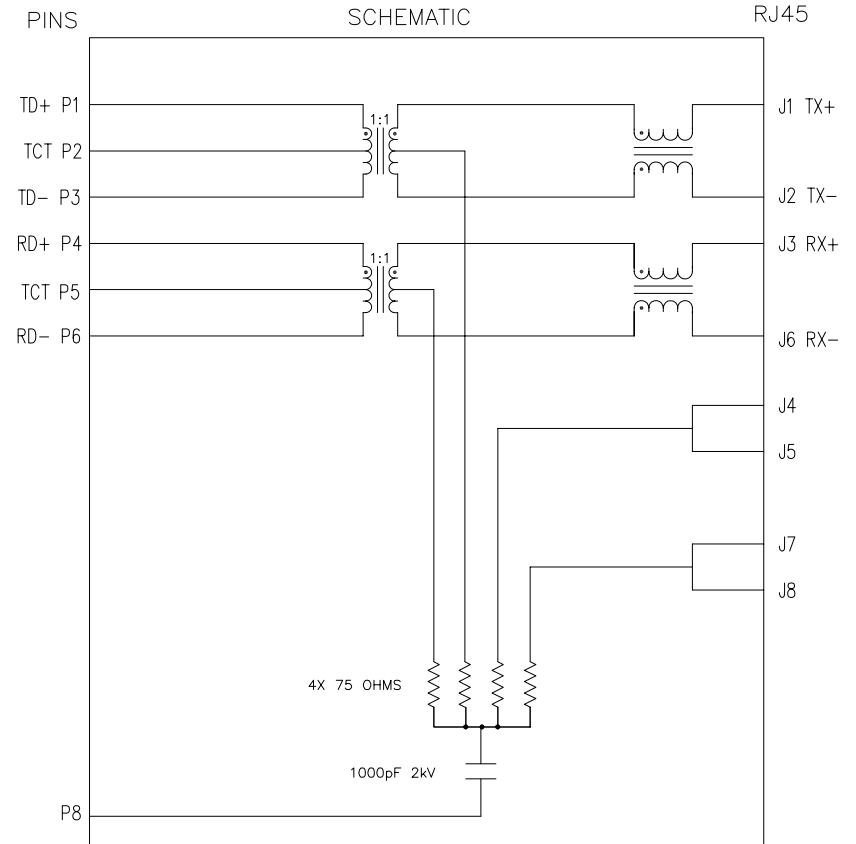 PINS SCHEMATIC RJ45
TD+ P1 1:1 J1 TX+
TCT P2
TD- P3 J2 TX-
RD+ P4 1:1 J3 RX+
TCT P5
RD- P6 J6 RX-
J4
J5
J7
J8
4X 75 OHMS
1000pF 2kV
P8